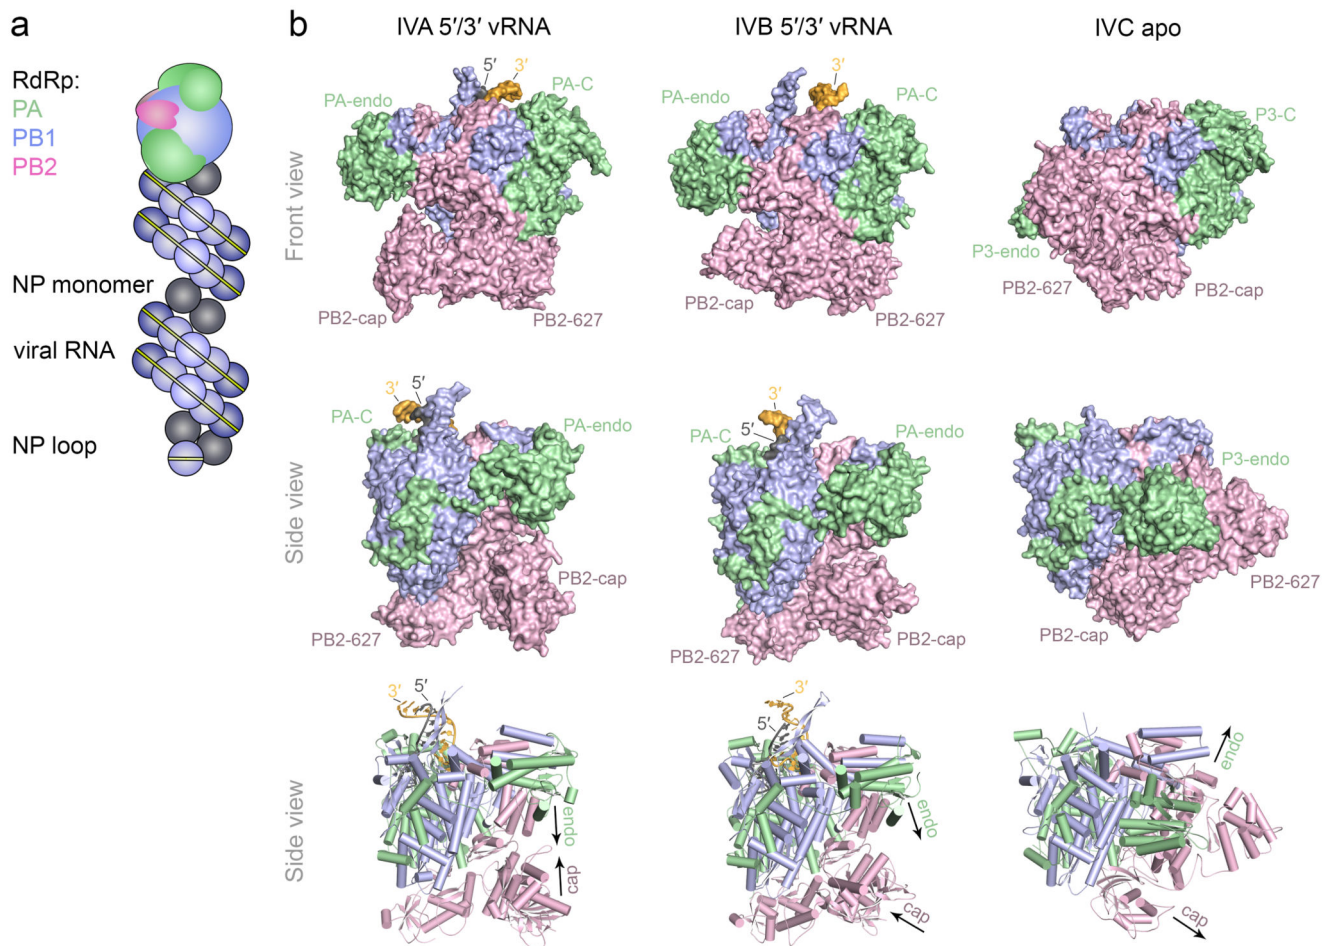 a
RdRp:
PA
PB1
PB2
NP monomer
viral RNA
NP loop
b
IVA 5′/3′ vRNA
IVB 5′/3′ vRNA
IVC apo
Front view
PA-endo
5′
3′
PA-C
PB2-cap
PB2-627
PA-endo
3′
PA-C
PB2-cap
PB2-627
P3-C
P3-endo
PB2-627
PB2-cap
Side view
3′
5′
PA-C
PA-endo
PB2-cap
PB2-627
3′
5′
PA-C
PA-endo
PB2-627
PB2-cap
P3-endo
PB2-627
PB2-cap
Side view
3′
5′
endo
cap
3′
5′
endo
cap
endo
cap